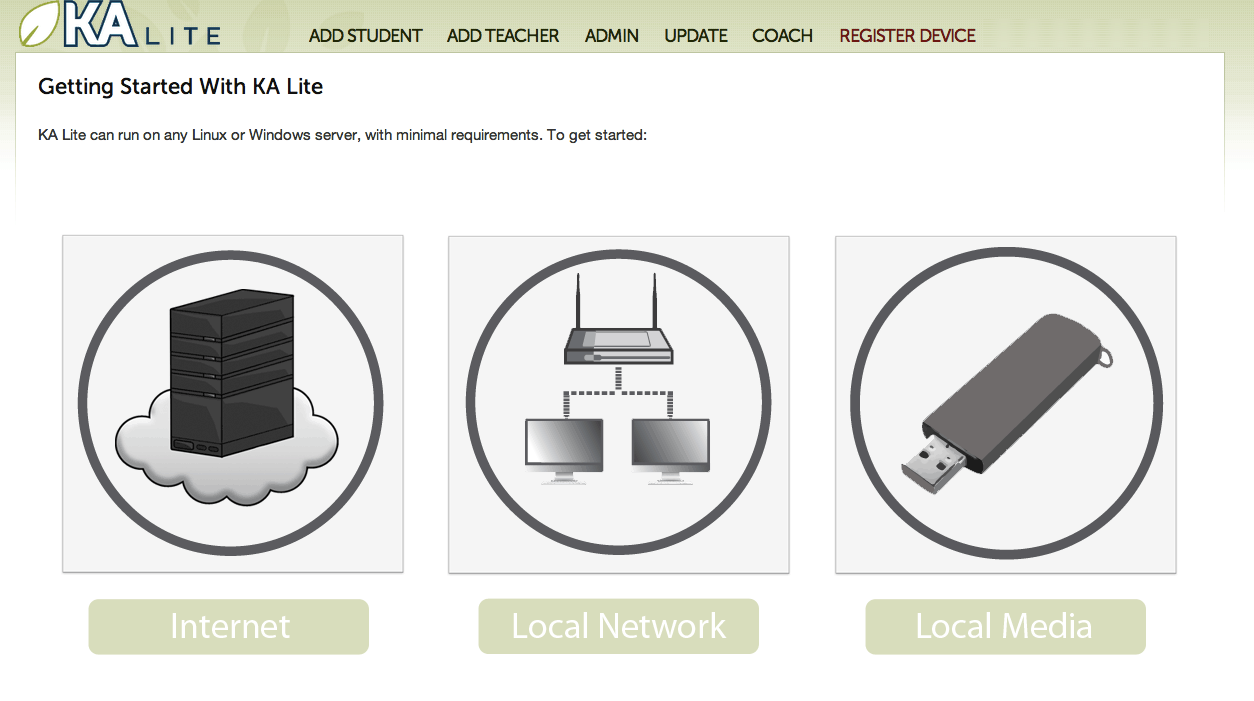 KA LITE
ADD STUDENT ADD TEACHER ADMIN UPDATE COACH REGISTER DEVICE
Getting Started With KA Lite
KA Lite can run on any Linux or Windows server, with minimal requirements. To get started:
Internet
Local Network
Local Media